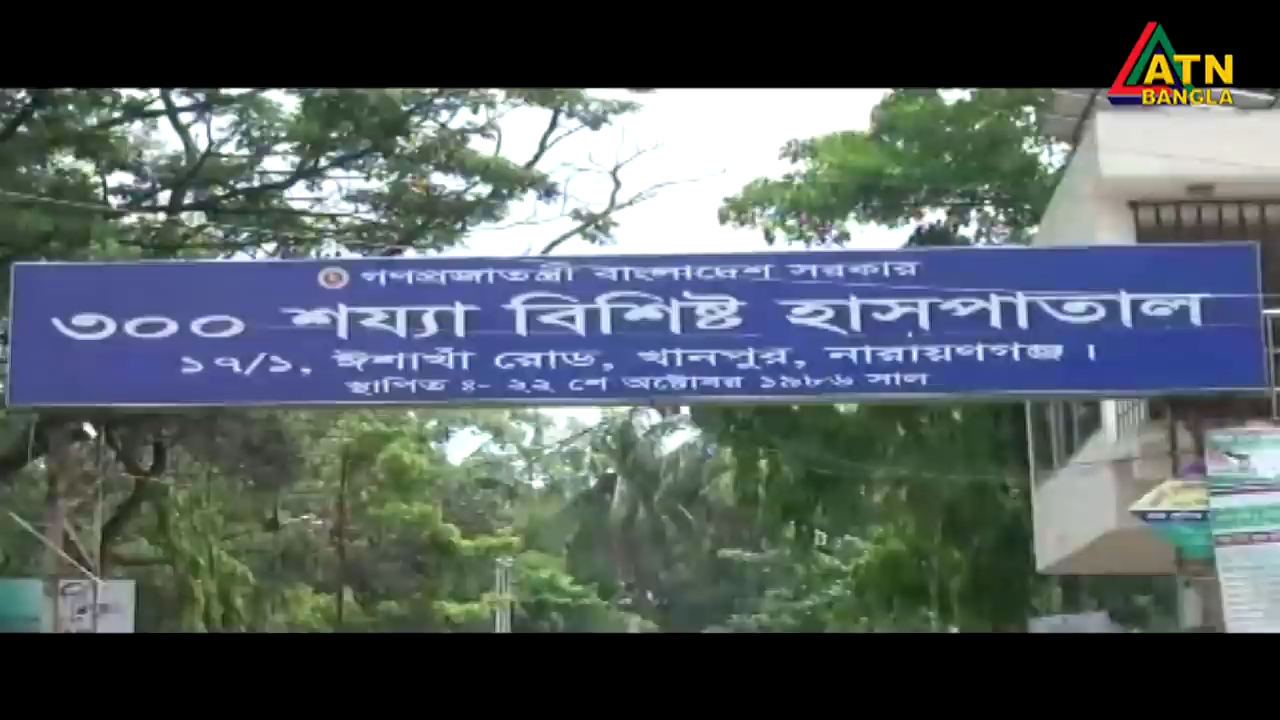 ATN
BANGLA
গণপ্রজাতন্ত্রী বাংলাদেশ সরকার
৩০০ শয্যা বিশিষ্ট হাসপাতাল
১৭/১, ঈশাখাঁ রোড, খানপুর, নারায়ণগঞ্জ।
স্থাপিত ঃ- ২২ শে অক্টোবর ১৯৮৬ সাল